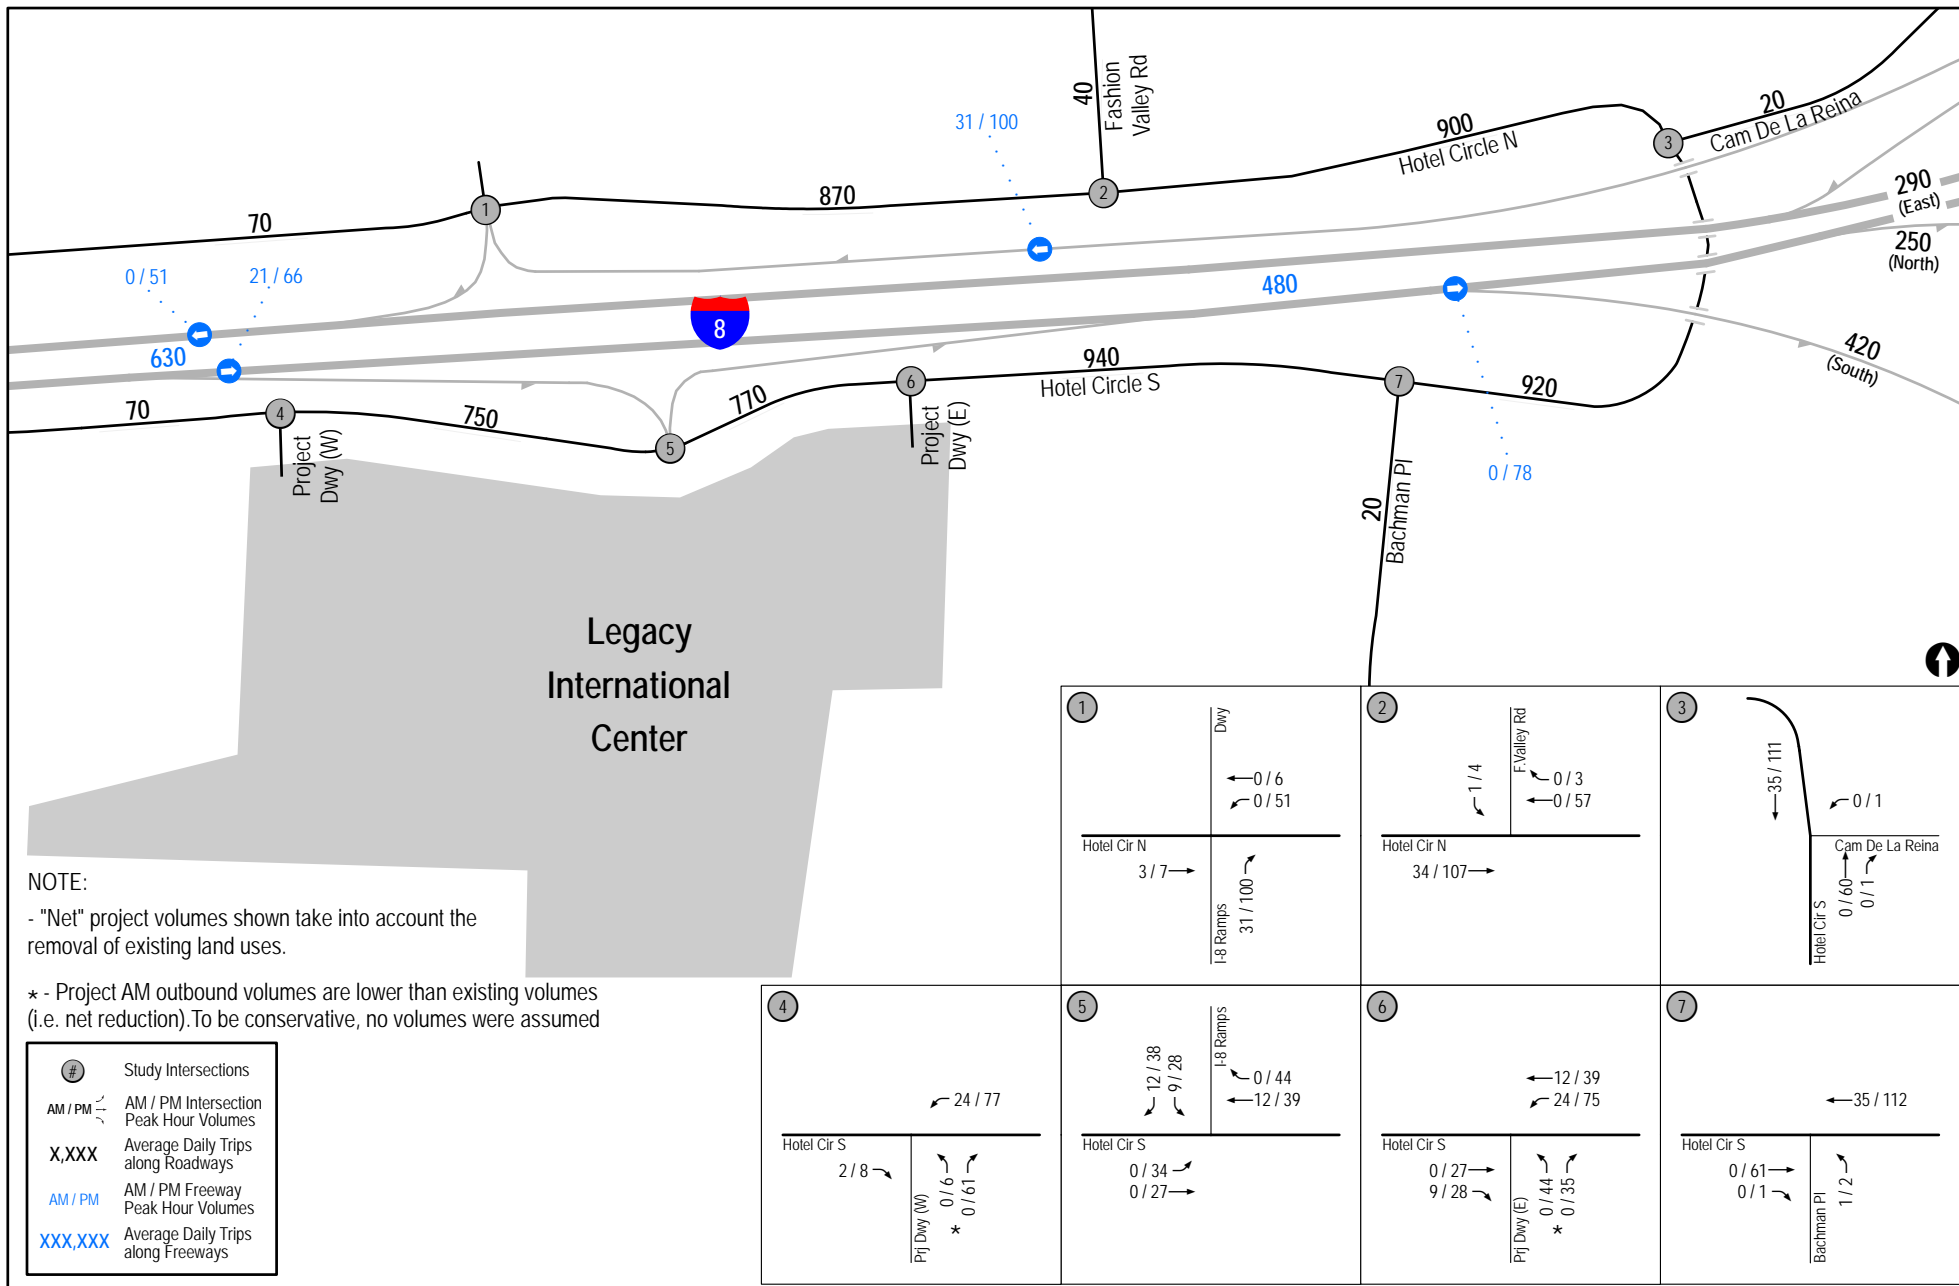 40
Fashion
Valley Rd
31 / 100
900
Hotel Circle N
20
Cam De La Reina
3
2
1
870
70
290
(East)
250
(North)
0 / 51
21 / 66
480
8
630
420
(South)
940
Hotel Circle S
6
7
920
770
70
4
750
5
Project
Dwy (W)
Project
Dwy (E)
0 / 78
20
Bachman Pl
Legacy
International
Center
NOTE:
- "Net" project volumes shown take into account the
removal of existing land uses.
* - Project AM outbound volumes are lower than existing volumes
(i.e. net reduction).To be conservative, no volumes were assumed
#
Study Intersections
AM / PM
AM / PM Intersection
Peak Hour Volumes
X,XXX
Average Daily Trips
along Roadways
AM / PM
AM / PM Freeway
Peak Hour Volumes
XXX,XXX
Average Daily Trips
along Freeways
1
Dwy
0 / 6
0 / 51
Hotel Cir N
3 / 7
I-8 Ramps
31 / 100
2
F.Valley Rd
1 / 4
0 / 3
0 / 57
Hotel Cir N
34 / 107
3
35 / 111
0 / 1
Cam De La Reina
Hotel Cir S
0 / 60
0 / 1
4
24 / 77
Hotel Cir S
2 / 8
Prj Dwy (W)
0 / 6
0 / 61
*
5
I-8 Ramps
12 / 38
9 / 28
0 / 44
12 / 39
Hotel Cir S
0 / 34
0 / 27
6
12 / 39
24 / 75
Hotel Cir S
0 / 27
9 / 28
Prj Dwy (E)
0 / 44
0 / 35
*
7
35 / 112
Hotel Cir S
0 / 61
0 / 1
Bachman Pl
1 / 2